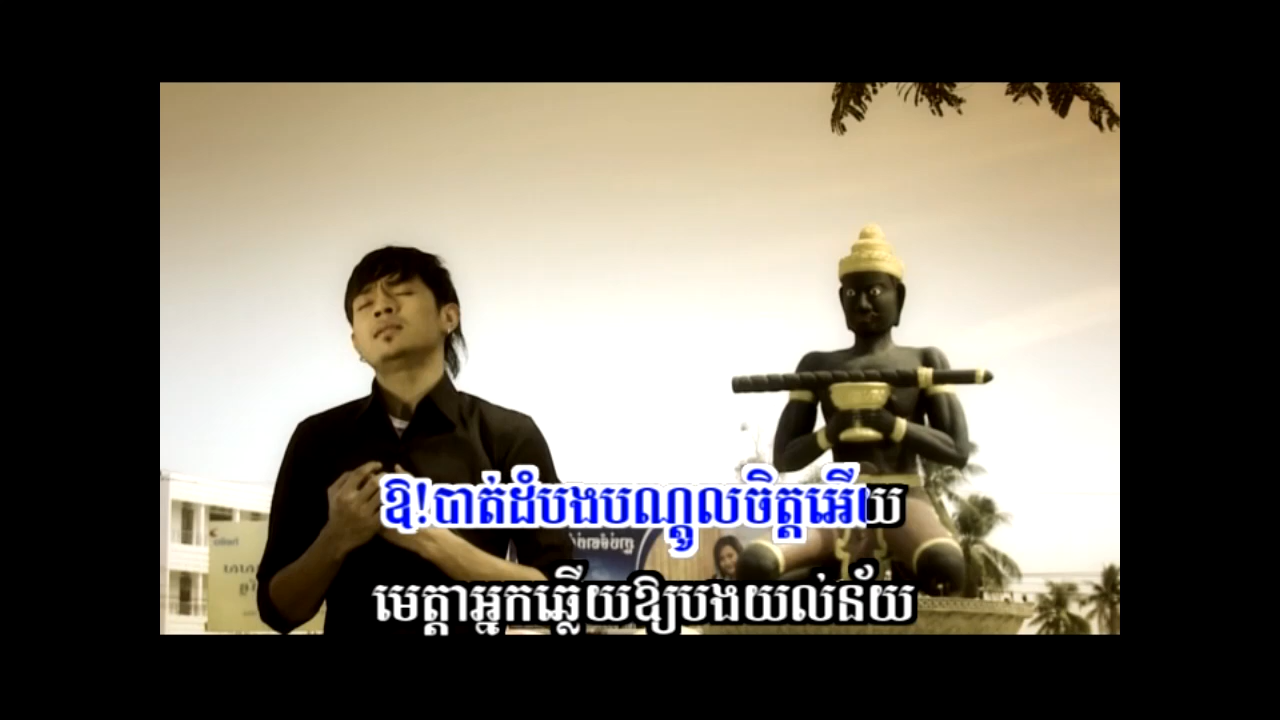 ឱ!បាត់ដំបងបណ្ដូលចិត្តអើយ
មេត្តាអ្នកឆ្លើយឱ្យបងយល់ន័យ